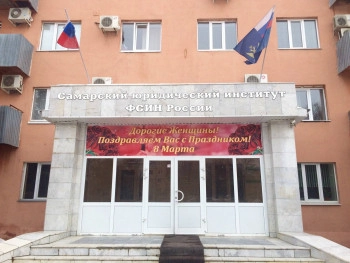 Самарский юридический институт
ФСИН России
Дорогие Женщины!
Поздравляем Вас с Праздником!
8 Марта